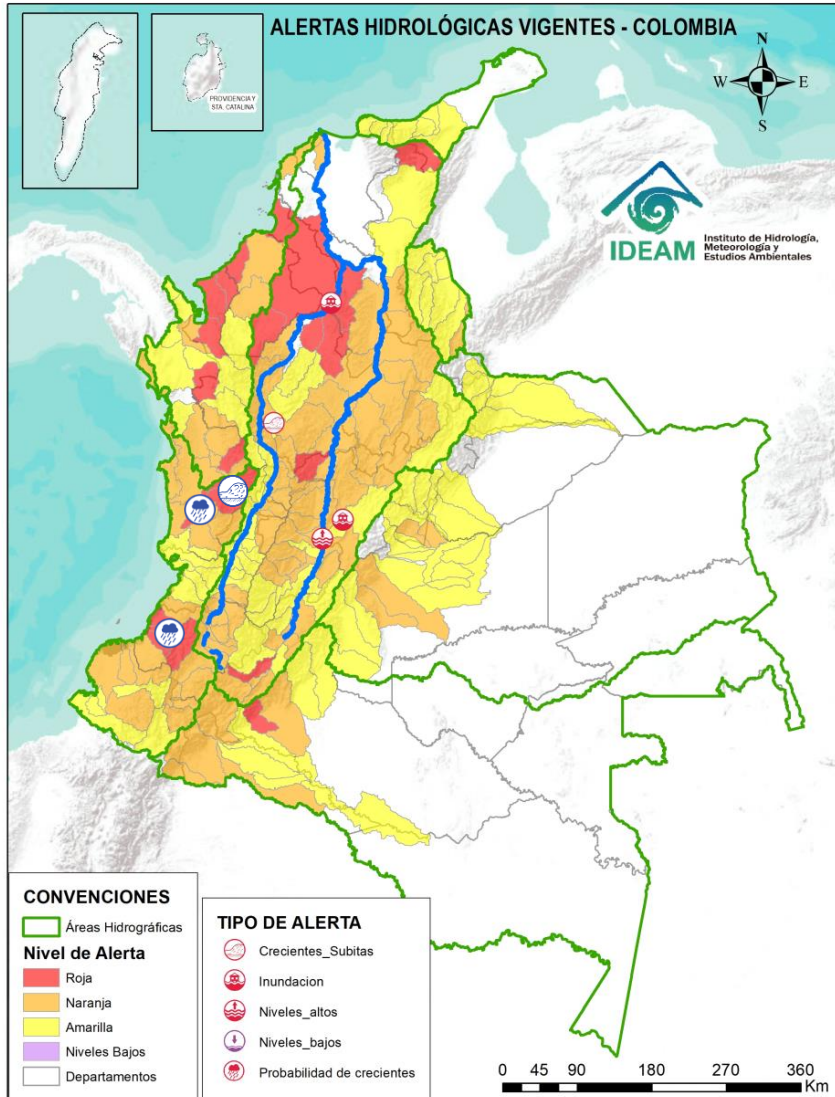 ALERTAS HIDROLÓGICAS VIGENTES - COLOMBIA
PROVIDENCIA Y
STA. CATALINA
N
W
E
S
IDEAM
Instituto de Hidrología,
Meteorología y
Estudios Ambientales
CONVENCIONES
Áreas Hidrográficas
Nivel de Alerta
Roja
Naranja
Amarilla
Niveles Bajos
Departamentos
TIPO DE ALERTA
Crecientes_Subitas
Inundacion
Niveles_altos
Niveles_bajos
Probabilidad de crecientes
0 45 90 180 270 360
Km